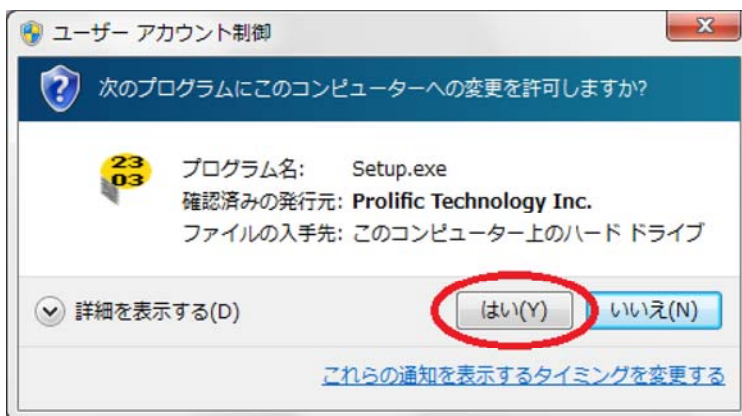 ユーザー アカウント制御
次のプログラムにこのコンピューターへの変更を許可しますか?
23
03
プログラム名: Setup.exe
確認済みの発行元: Prolific Technology Inc.
ファイルの入手先: このコンピューター上のハード ドライブ
詳細を表示する(D) はい(Y) いいえ(N)
これらの通知を表示するタイミングを変更する